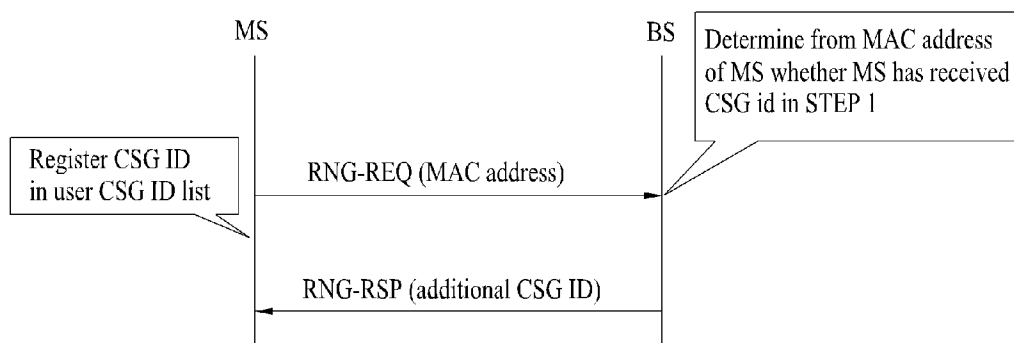 MS
BS
Determine from MAC address
of MS whether MS has received
CSG id in STEP 1
Register CSG ID
in user CSG ID list
RNG-REQ (MAC address)
RNG-RSP (additional CSG ID)